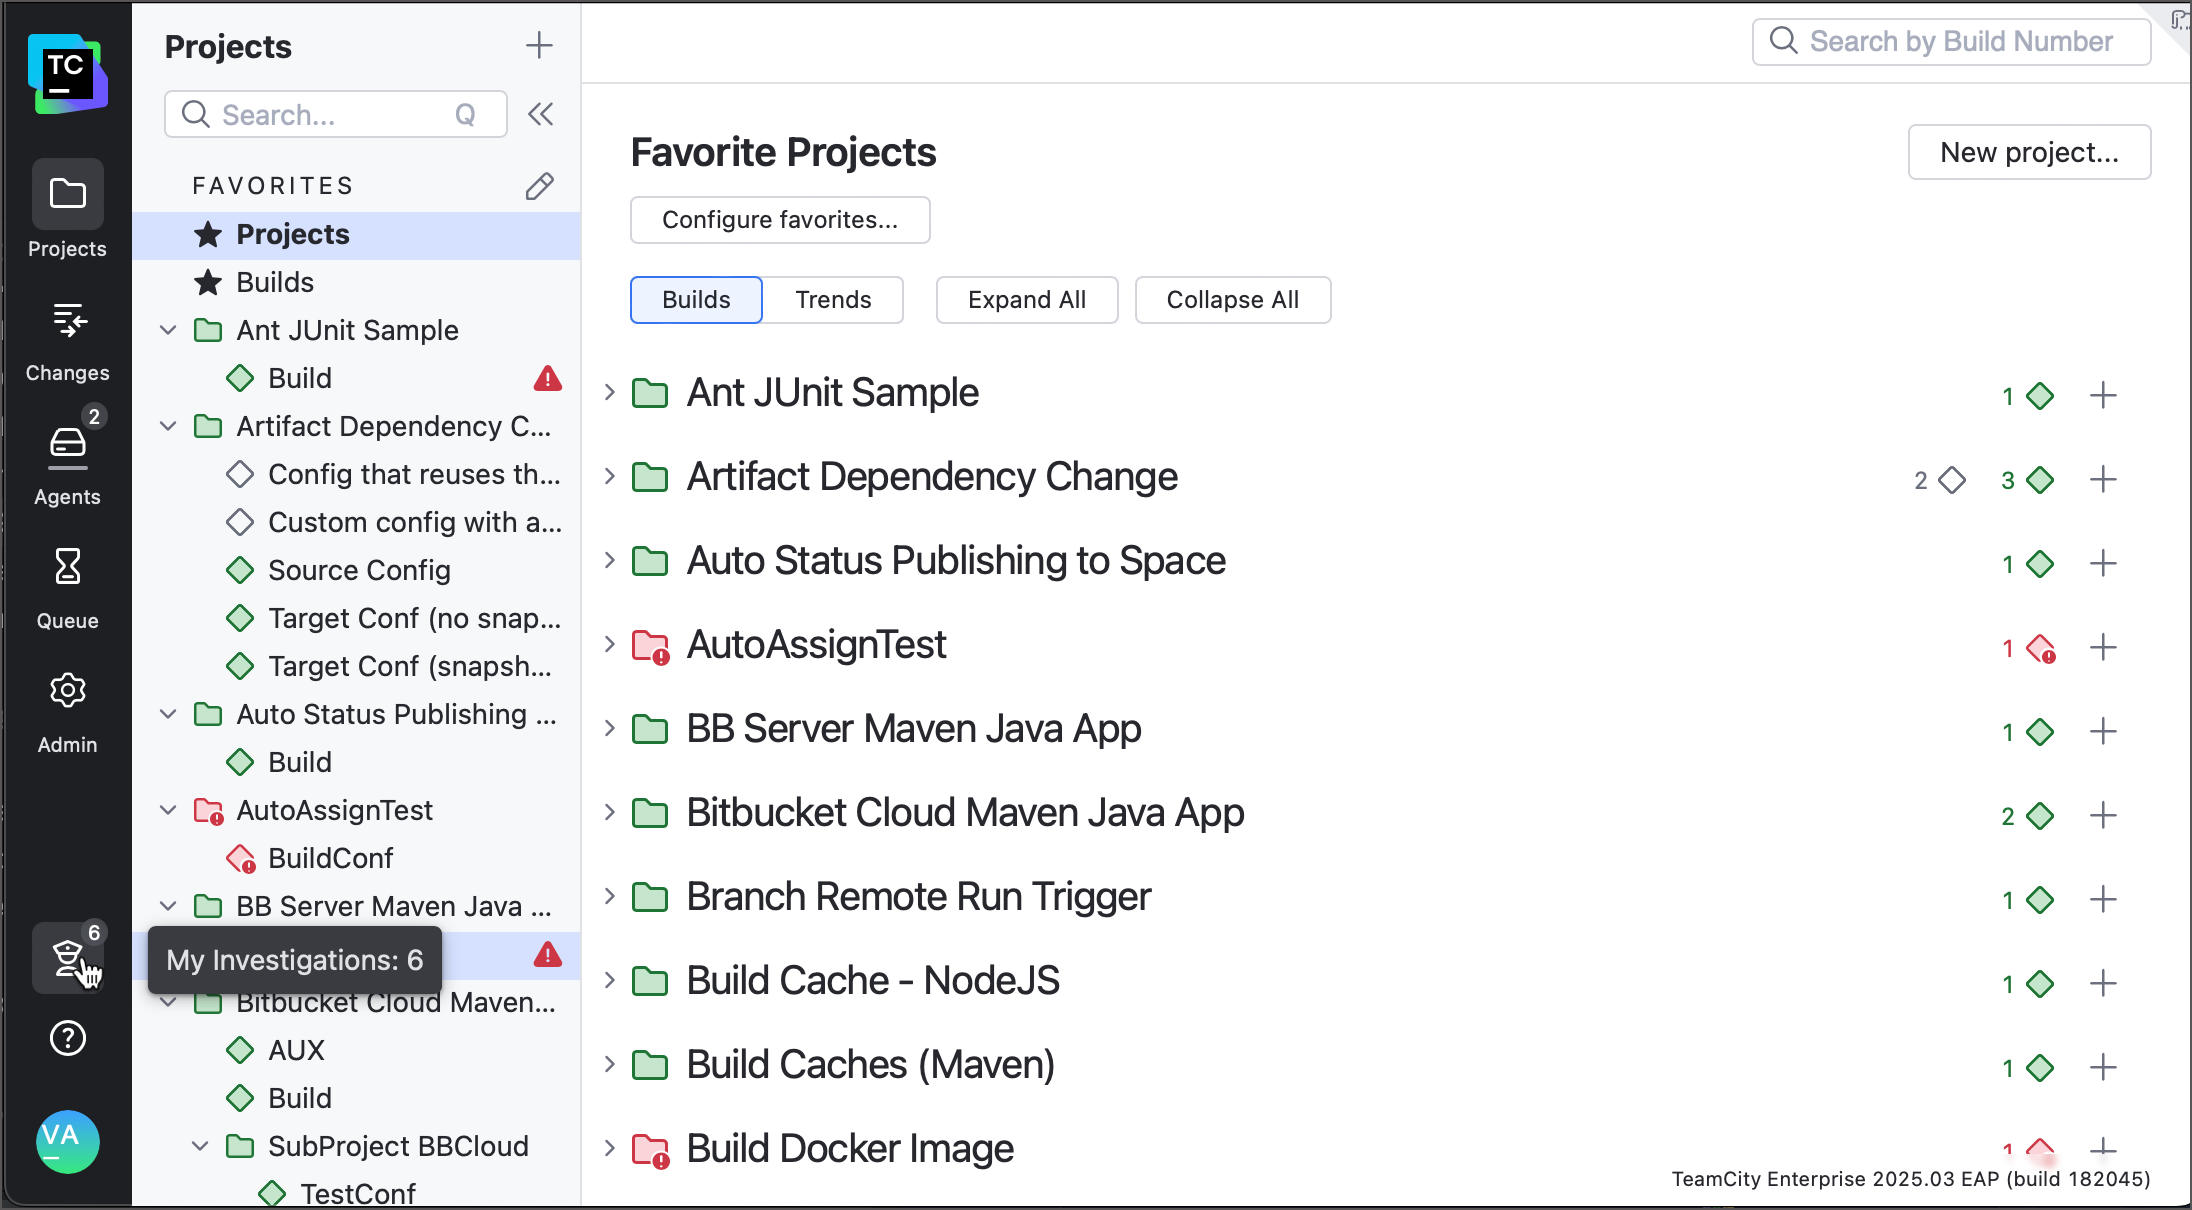 TC
Projects
Changes
2
Agents
Queue
Admin
6
My Investigations: 6
?
VA
Projects
Search...
Q
FAVORITES
Projects
Builds
Ant JUnit Sample
Build
Artifact Dependency C...
Config that reuses th...
Custom config with a...
Source Config
Target Conf (no snap...
Target Conf (snapsh...
Auto Status Publishing ...
Build
AutoAssignTest
BuildConf
BB Server Maven Java ...
Bitbucket Cloud Maven...
AUX
Build
SubProject BBCloud
TestConf
Search by Build Number
Favorite Projects
New project...
Configure favorites...
Builds
Trends
Expand All
Collapse All
Ant JUnit Sample
1
Artifact Dependency Change
2
3
Auto Status Publishing to Space
1
AutoAssignTest
1
BB Server Maven Java App
1
Bitbucket Cloud Maven Java App
2
Branch Remote Run Trigger
1
Build Cache - NodeJS
1
Build Caches (Maven)
1
Build Docker Image
1
TeamCity Enterprise 2025.03 EAP (build 182045)